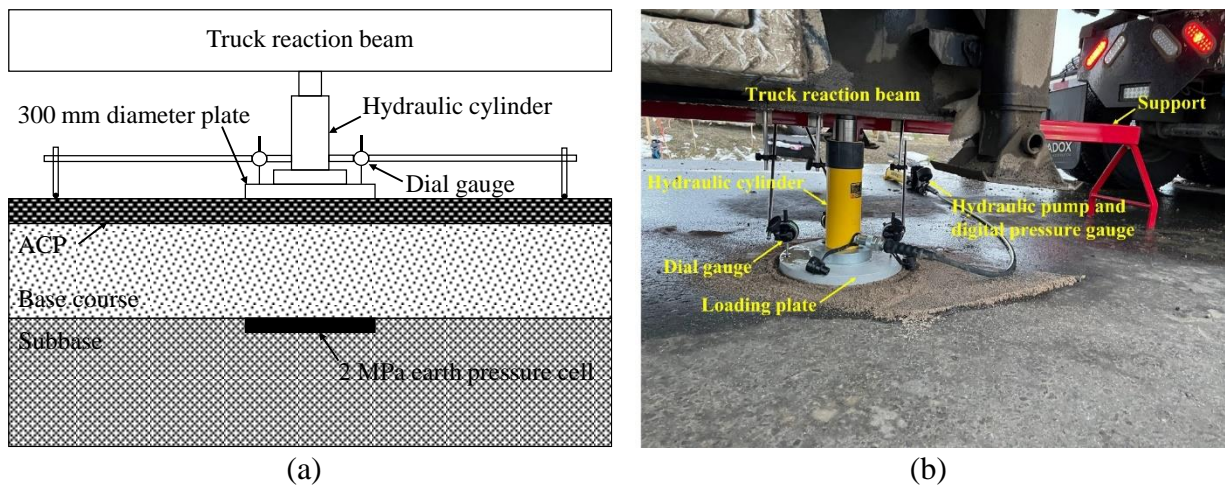 Truck reaction beam
Hydraulic cylinder
300 mm diameter plate
Dial gauge
ACP
Base course
Subbase
2 MPa earth pressure cell
(a)
Truck reaction beam
Support
ADOX
Hydraulic cylinder
Hydraulic pump and
digital pressure gauge
Dial gauge
Loading plate
(b)